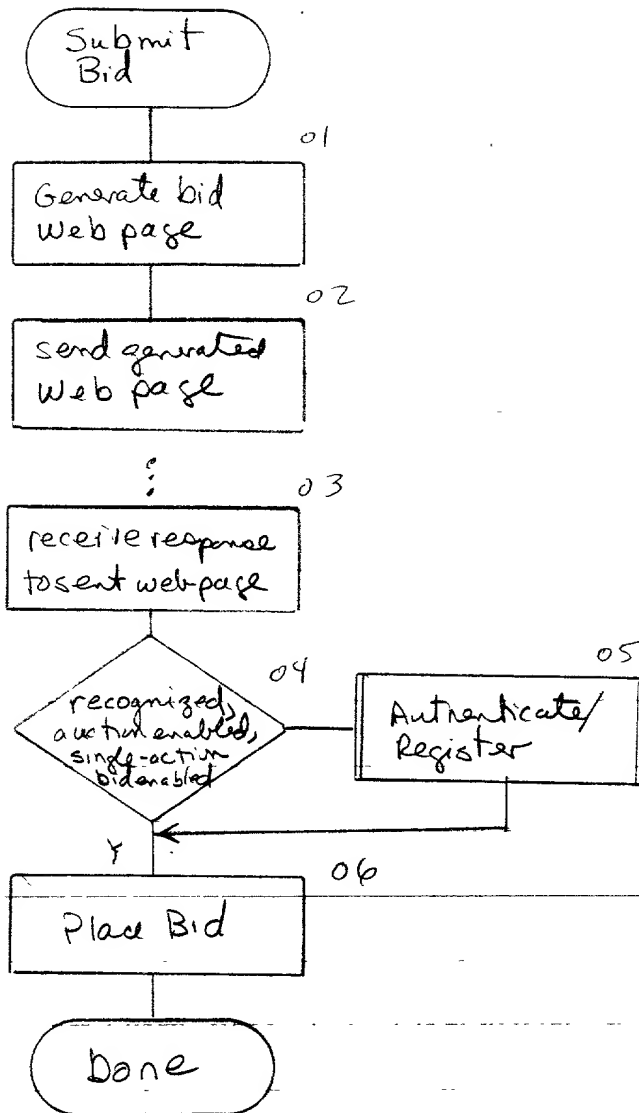 Submit
Bid
01
Generate bid
Web page
02
send generated
Web page
03
receive response
to sent web page
04
recognized,
auction enabled,
single-action
bid enabled
05
Authenticate/
Register
Y
06
Place Bid
Done